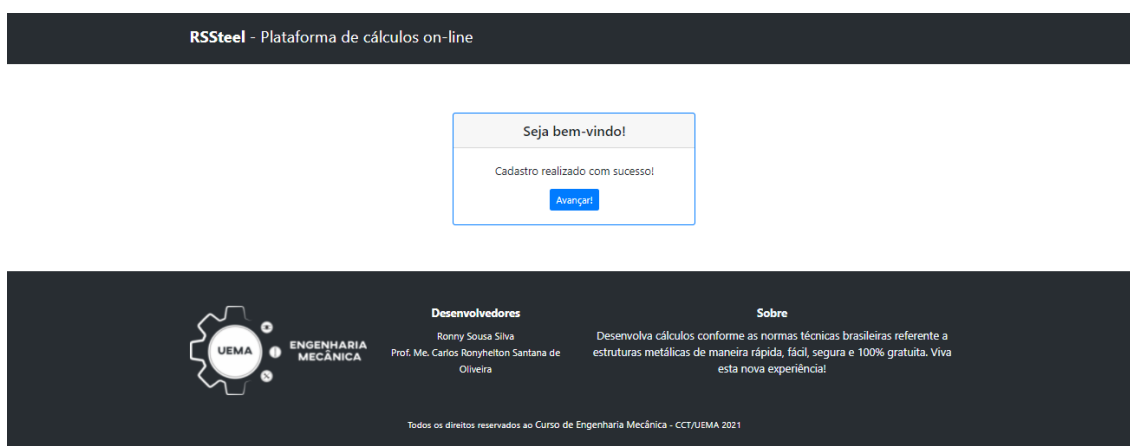 RSSteel - Plataforma de cálculos on-line
Seja bem-vindo!
Cadastro realizado com sucesso!
Avançar!
UEMA
ENGENHARIA
MECÂNICA
Desenvolvedores
Ronny Sousa Silva
Prof. Me. Carlos Ronyhelton Santana de
Oliveira
Sobre
Desenvolva cálculos conforme as normas técnicas brasileiras referente a
estruturas metálicas de maneira rápida, fácil, segura e 100% gratuita. Viva
esta nova experiência!
Todos os direitos reservados ao Curso de Engenharia Mecânica - CCT/UEMA 2021